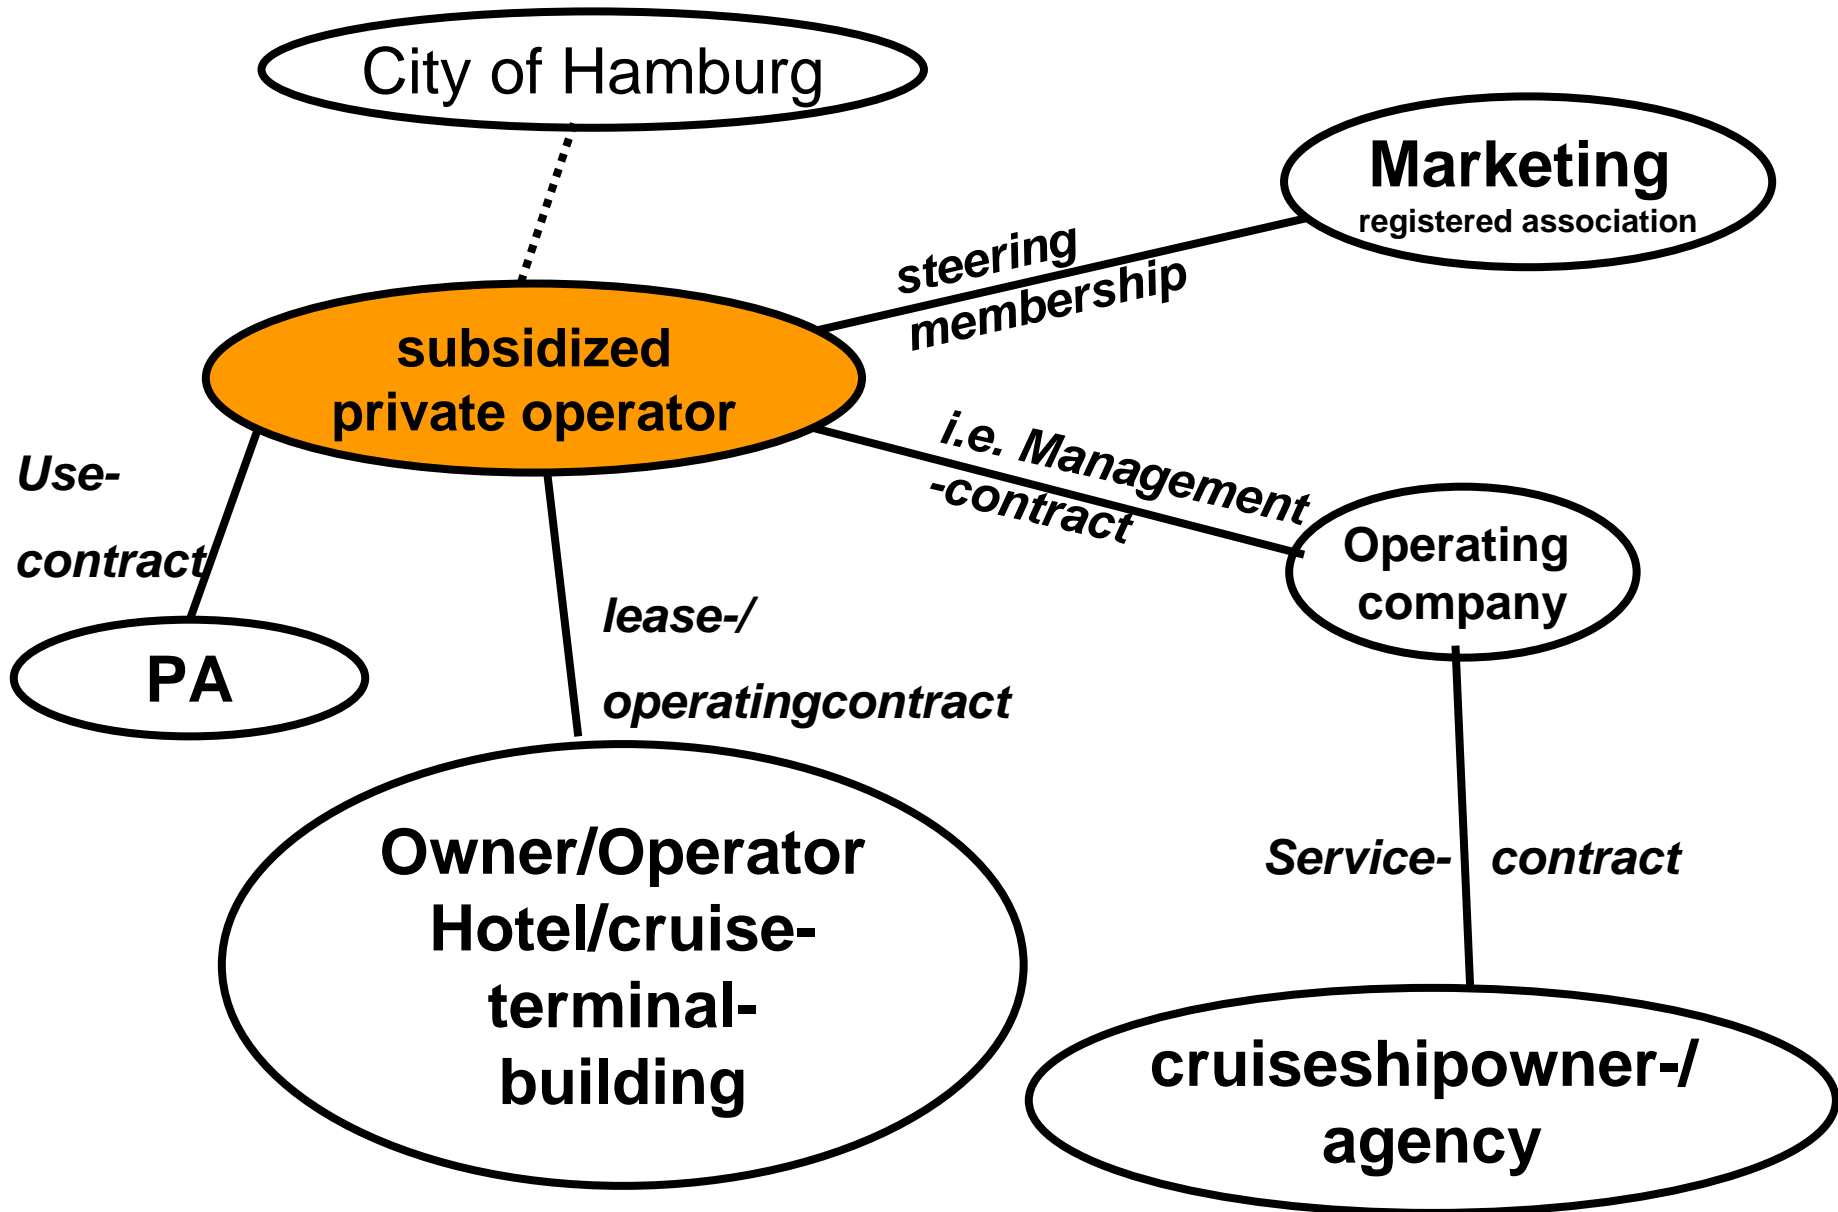 City of Hamburg
Marketing
registered association
steering
membership
subsidized
private operator
i.e. Management
-contract
Use-
contract
Operating
company
lease-/
operatingcontract
PA
Owner/Operator
Hotel/cruise-
terminal-
building
Service- contract
cruiseshipowner-/
agency